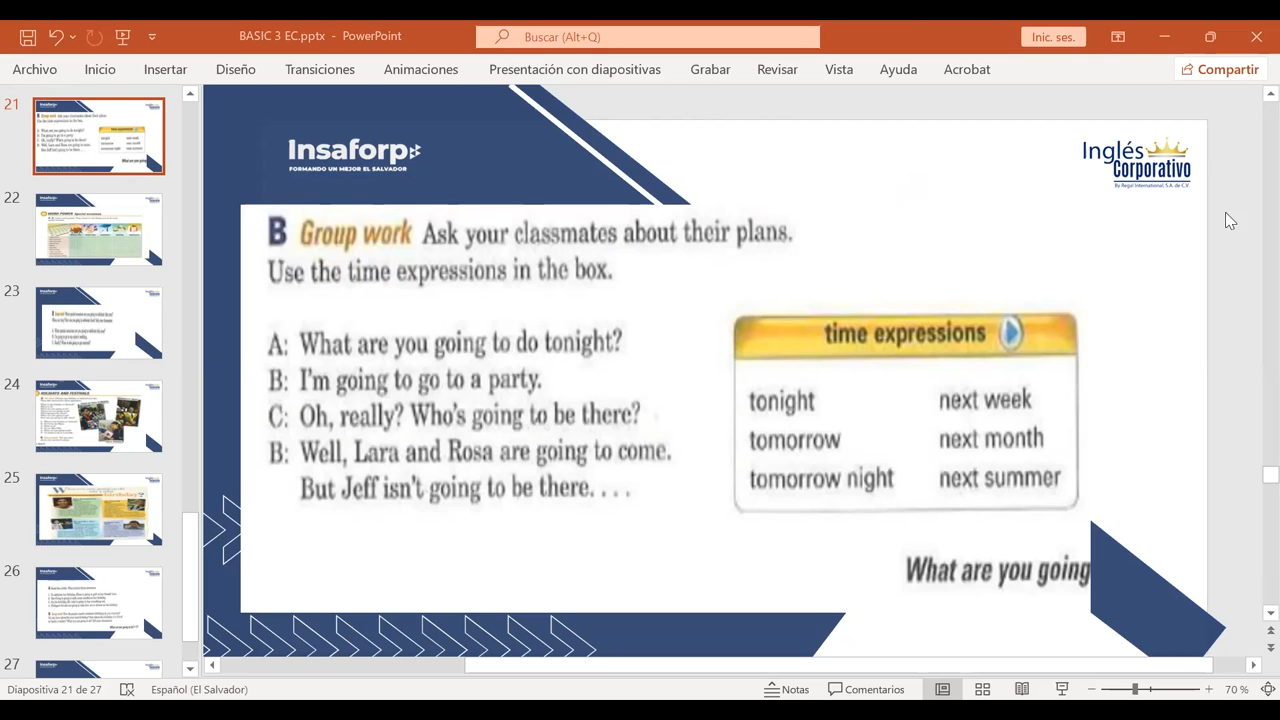 BASIC 3 EC.pptx - PowerPoint
Buscar (Alt+Q)
Inic. ses.
Archivo Inicio Insertar Diseño Transiciones Animaciones Presentación con diapositivas Grabar Revisar Vista Ayuda Acrobat
Compartir
21
22
23
24
25
26
27
Insaforp
FORMANDO UN MEJOR EL SALVADOR
Inglés
Corporativo
By Regal International, S.A. de C.V.
B Group work Ask your classmates about their plans.
Use the time expressions in the box.
A: What are you going to do tonight?
B: I'm going to go to a party.
C: Oh, really? Who's going to be there?
B: Well, Lara and Rosa are going to come.
But Jeff isn't going to be there. . . .
time expressions
tonight next week
tomorrow next month
tomorrow night next summer
What are you going
Diapositiva 21 de 27
Español (El Salvador)
Notas
Comentarios
70 %